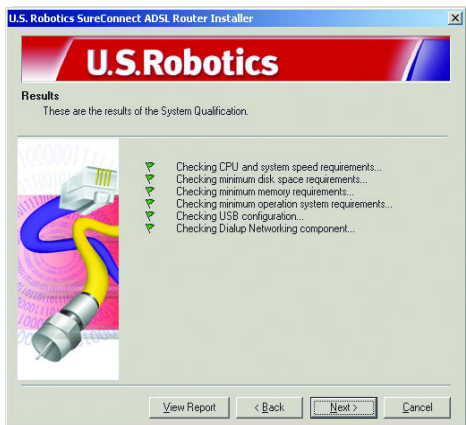 U.S. Robotics SureConnect ADSL Router Installer
U.S.Robotics
Results
These are the results of the System Qualification.
Checking CPU and system speed requirements...
Checking minimum disk space requirements...
Checking minimum memory requirements...
Checking minimum operation system requirements...
Checking USB configuration...
Checking Dialup Networking component...
View Report
< Back
Next >
Cancel